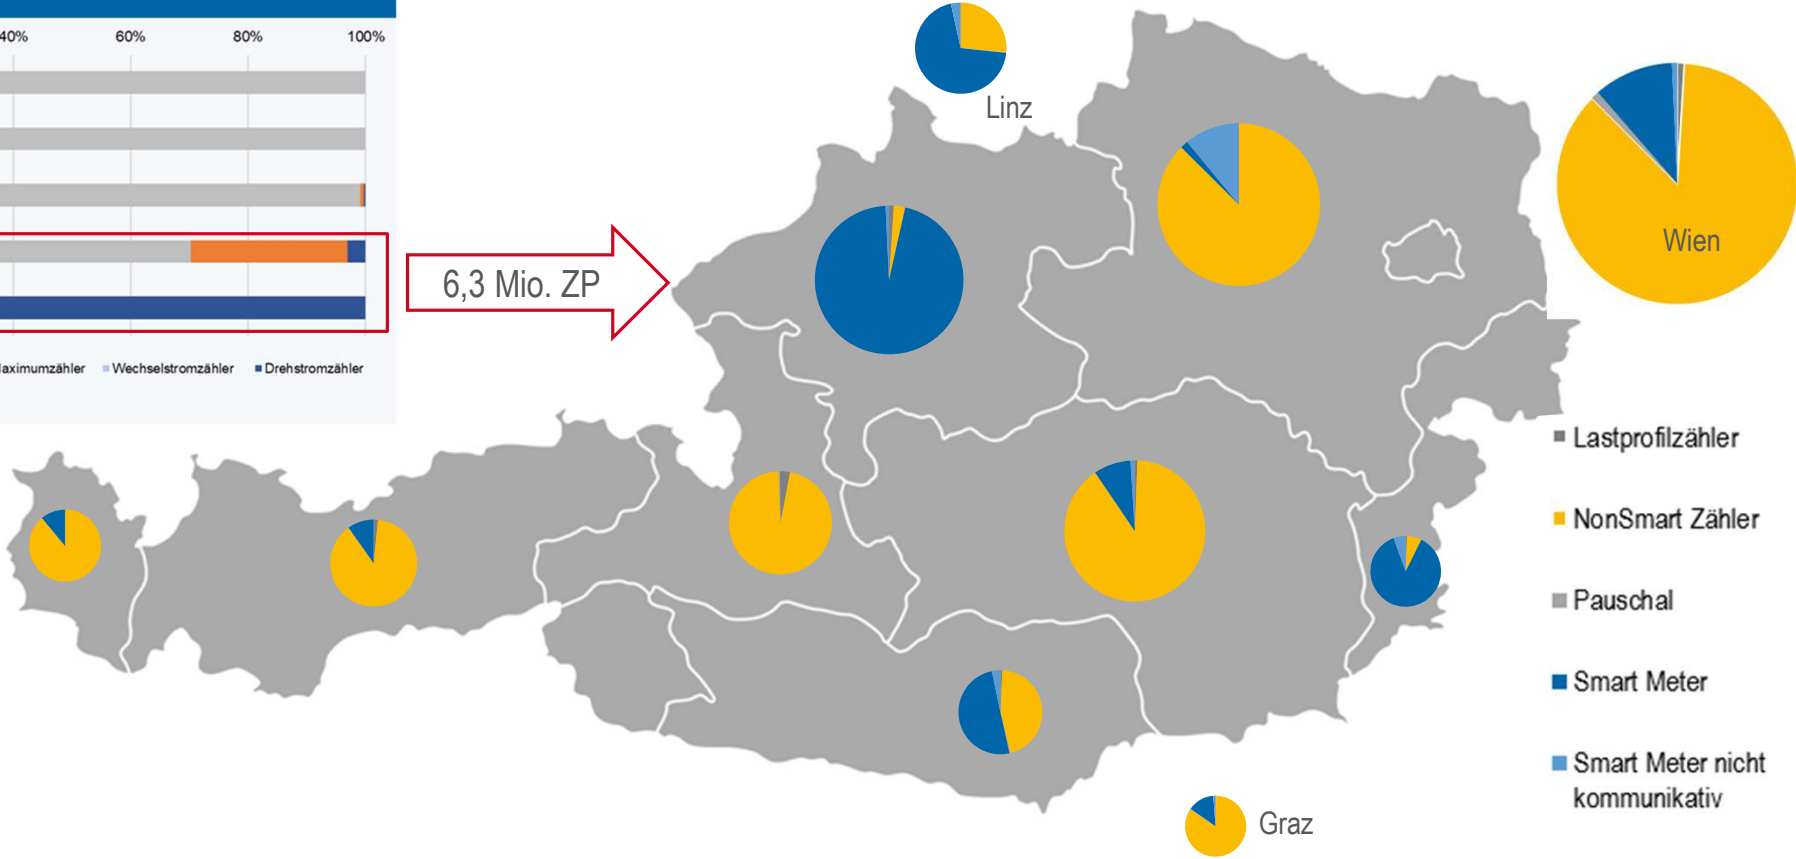 40% 60% 80% 100%
Linz
Wien
6,3 Mio. ZP
Wechselstromzähler Drehstromzähler
Lastprofilzähler
NonSmart Zähler
Pauschal
Smart Meter
Smart Meter nicht
kommunikativ
Graz